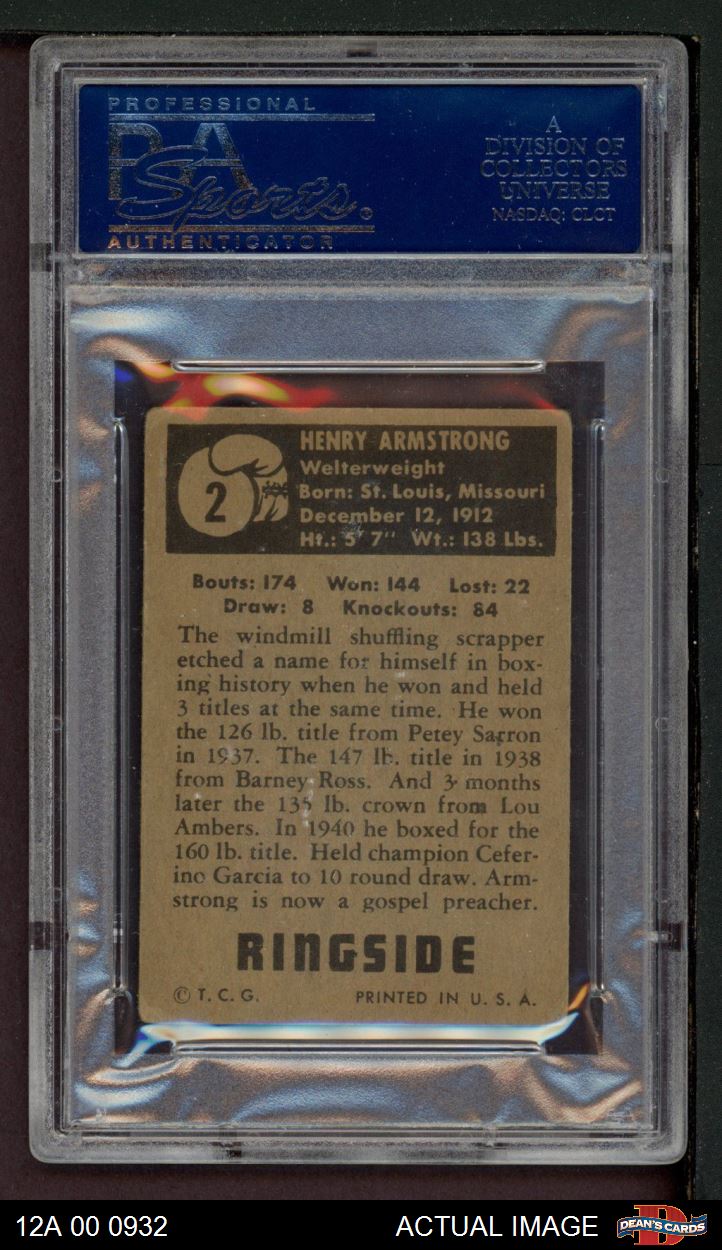 PROFESSIONAL
PSA
Sports
AUTHENTICATOR
A
DIVISION OF
COLLECTORS
UNIVERSE
NASDAQ: CLCT
2
HENRY ARMSTRONG
Welterweight
Born: St. Louis, Missouri
December 12, 1912
Ht.: 5' 7" Wt.: 138 Lbs.
Bouts: 174 Won: 144 Lost: 22
Draw: 8 Knockouts: 84
The windmill shuffling scrapper
etched a name for himself in box-
ing history when he won and held
3 titles at the same time. He won
the 126 lb. title from Petey Sarron
in 1937. The 147 lb. title in 1938
from Barney Ross. And 3 months
later the 135 lb. crown from Lou
Ambers. In 1940 he boxed for the
160 lb. title. Held champion Cefer-
ino Garcia to 10 round draw. Arm-
strong is now a gospel preacher.
RINGSIDE
© T. C. G. PRINTED IN U. S. A.
12A 00 0932 ACTUAL IMAGE DEAN'S CARDS